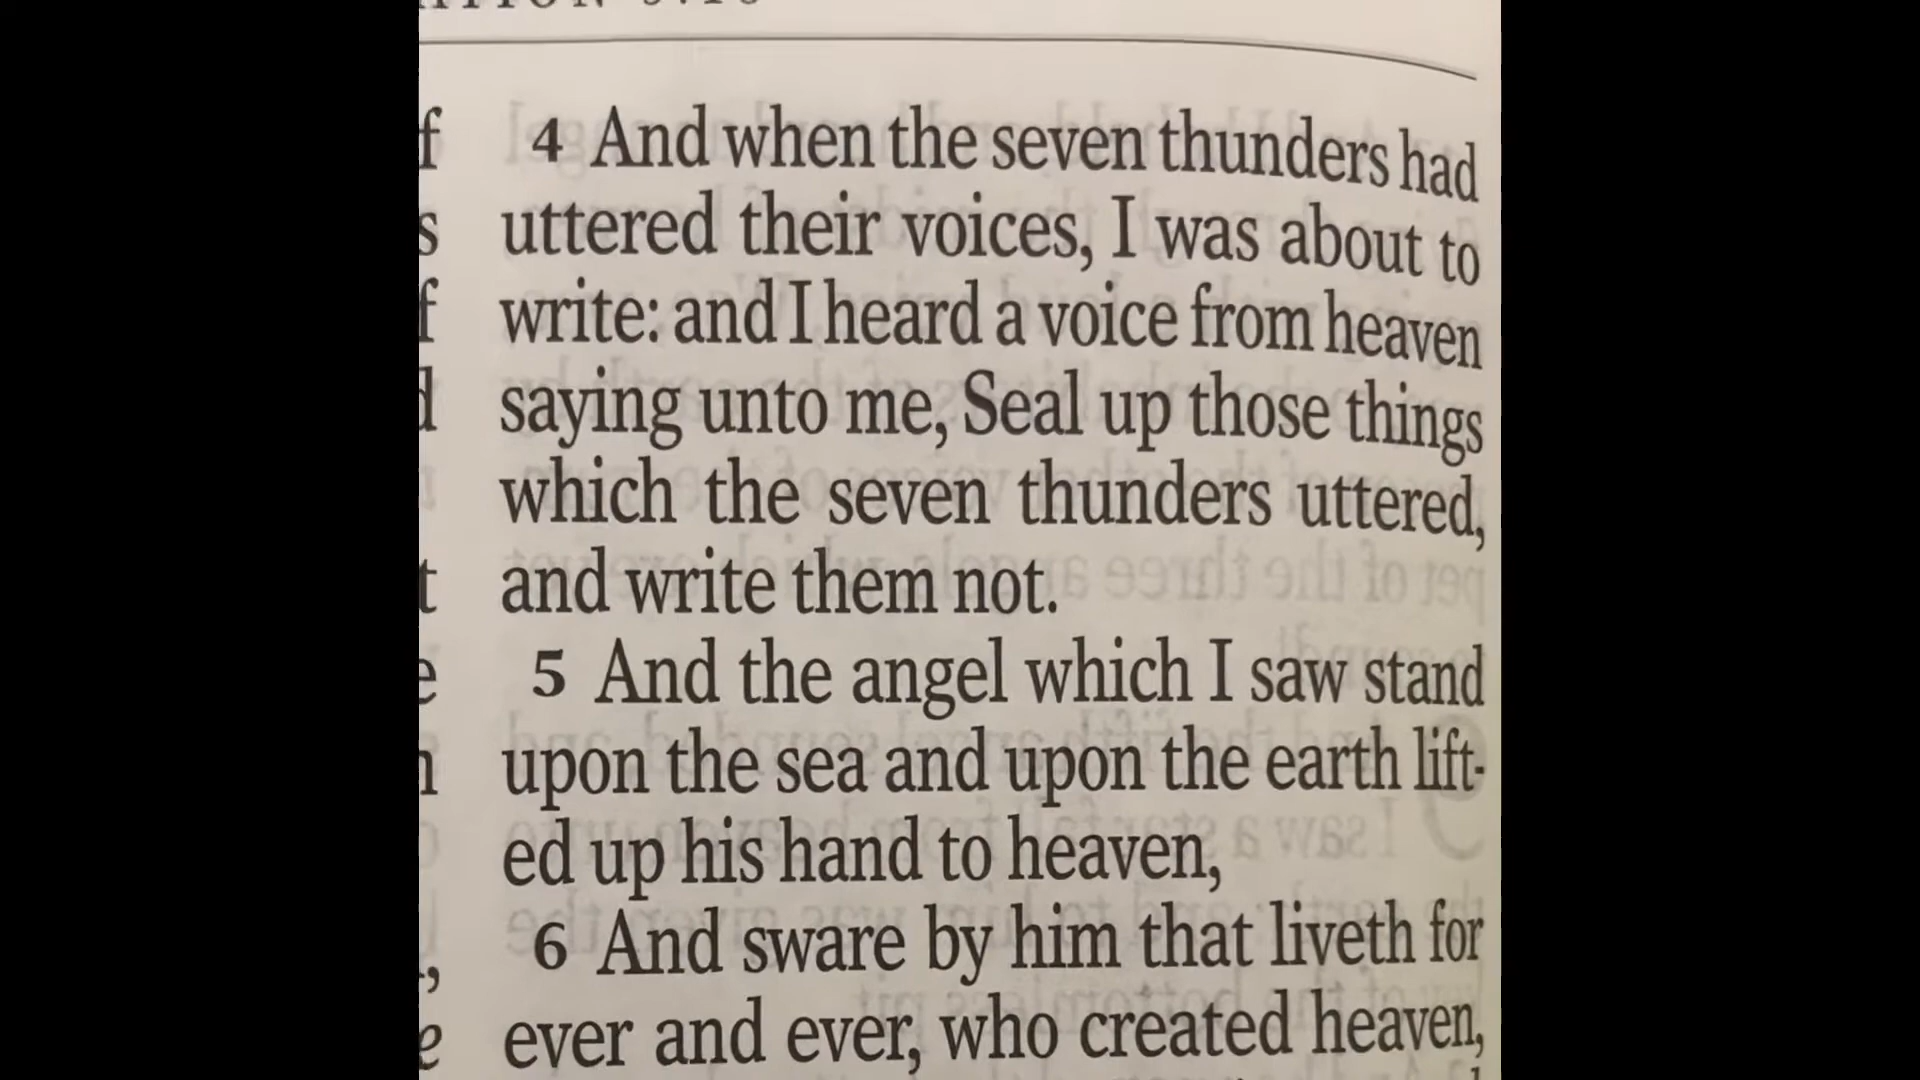 4 And when the seven thunders had
uttered their voices, I was about to
write: and I heard a voice from heaven
saying unto me, Seal up those things
which the seven thunders uttered,
and write them not.
5 And the angel which I saw stand
upon the sea and upon the earth lift-
ed up his hand to heaven,
6 And sware by him that liveth for
ever and ever, who created heaven,